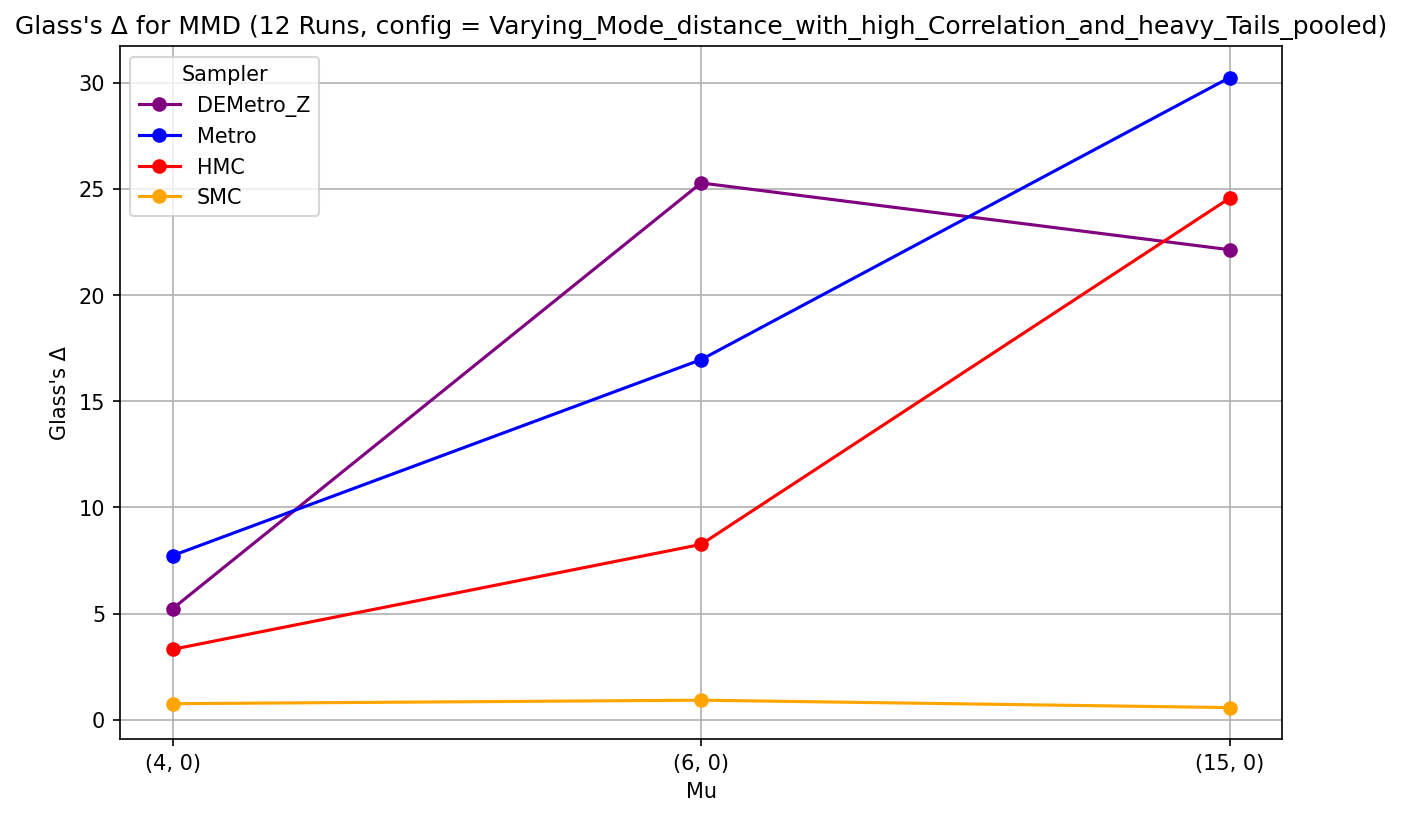 Glass's Δ for MMD (12 Runs, config = Varying_Mode_distance_with_high_Correlation_and_heavy_Tails_pooled)
Sampler
DEMetro_Z
Metro
HMC
SMC
Glass's Δ
30
25
20
15
10
5
0
(4, 0)
(6, 0)
(15, 0)
Mu